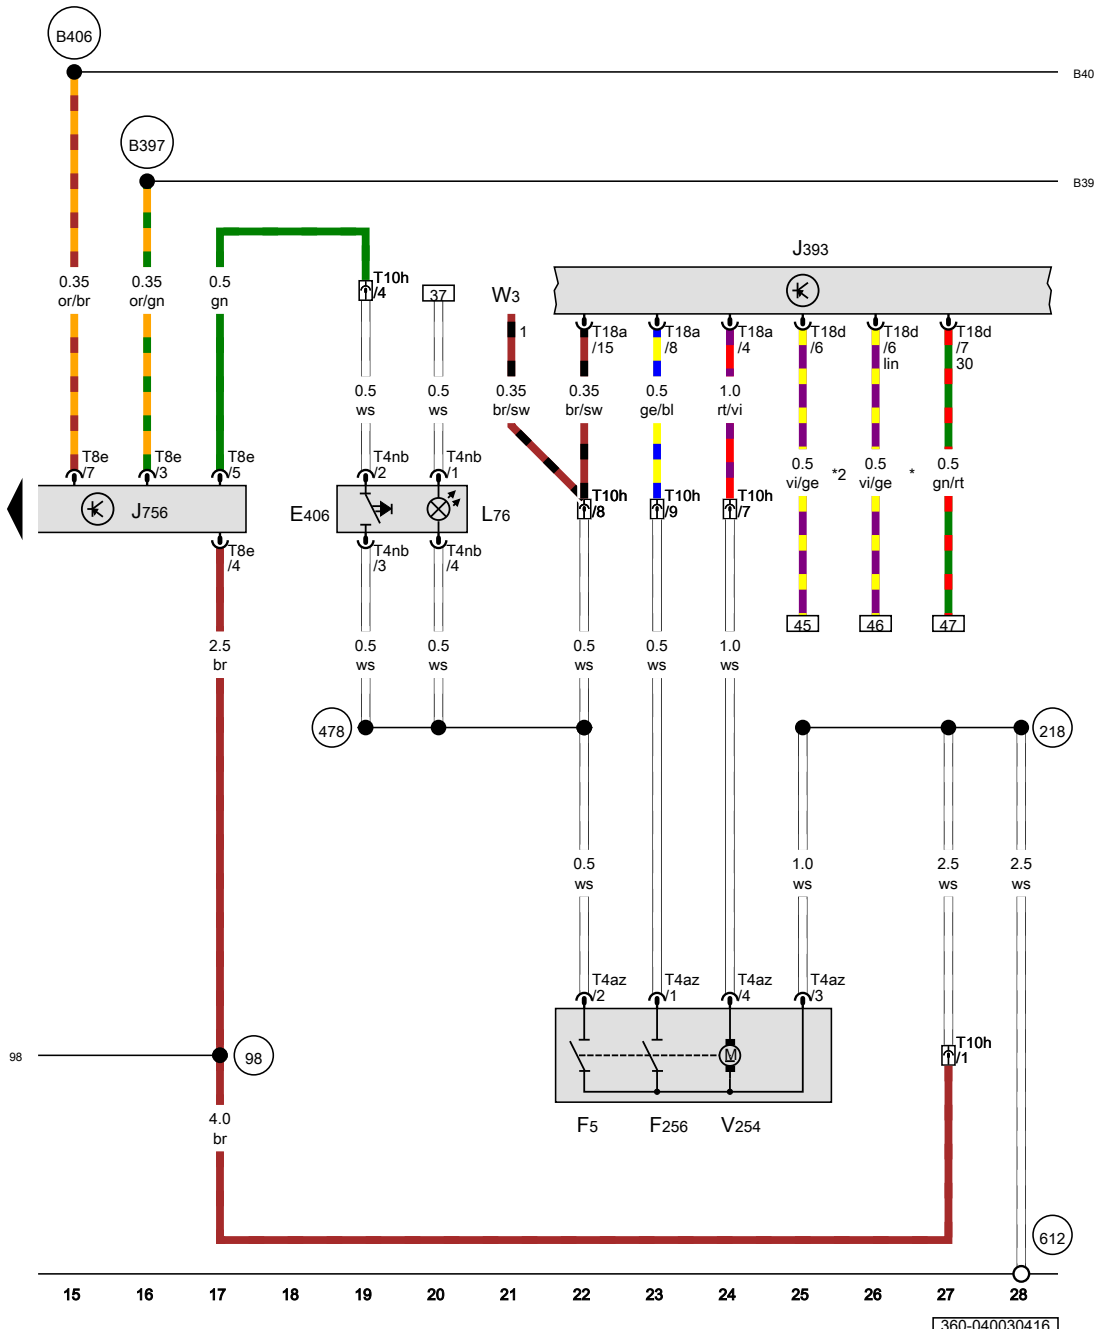 B406
B40
B397
B39
J393
T10h
/4
37
W3
1
0.35
or/br
0.35
or/gn
0.5
gn
T18a
/15
T18a
/8
T18a
/4
T18d
/6
T18d
/6
lin
T18d
/7
30
0.5
ws
0.5
ws
0.35
br/sw
0.35
br/sw
0.5
ge/bl
1.0
rt/vi
0.5
vi/ge
*2
0.5
vi/ge
*
0.5
gn/rt
T8e
/7
T8e
/3
T8e
/5
T4nb
/2
T4nb
/1
J756
E406
L76
T10h
/8
T10h
/9
T10h
/7
T8e
/4
T4nb
/3
T4nb
/4
45
46
47
2.5
br
0.5
ws
0.5
ws
0.5
ws
0.5
ws
1.0
ws
478
218
0.5
ws
1.0
ws
2.5
ws
2.5
ws
T4az
/2
T4az
/1
T4az
/4
T4az
/3
M
98
98
T10h
/1
4.0
br
F5
F256
V254
612
15 16 17 18 19 20 21 22 23 24 25 26 27 28
360-040030416